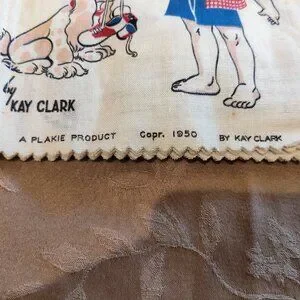 by
KAY CLARK
A PLAKIE PRODUCT Copr. 1950 BY KAY CLARK